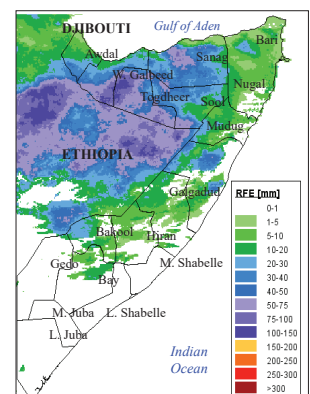 DJIBOUTI
Gulf of Aden
Bari
Awdal
Sanag
W. Galbeed
Nugal
Togdheer
Sool
Mudug
ETHIOPIA
Galgadud
Bakool
Hiran
Gedo
M. Shabelle
Bay
M. Juba
L. Shabelle
L. Juba
Indian
Ocean
RFE [mm]
0-1
1-5
5-10
10-20
20-30
30-40
40-50
50-75
75-100
100-150
150-200
200-250
250-300
>300